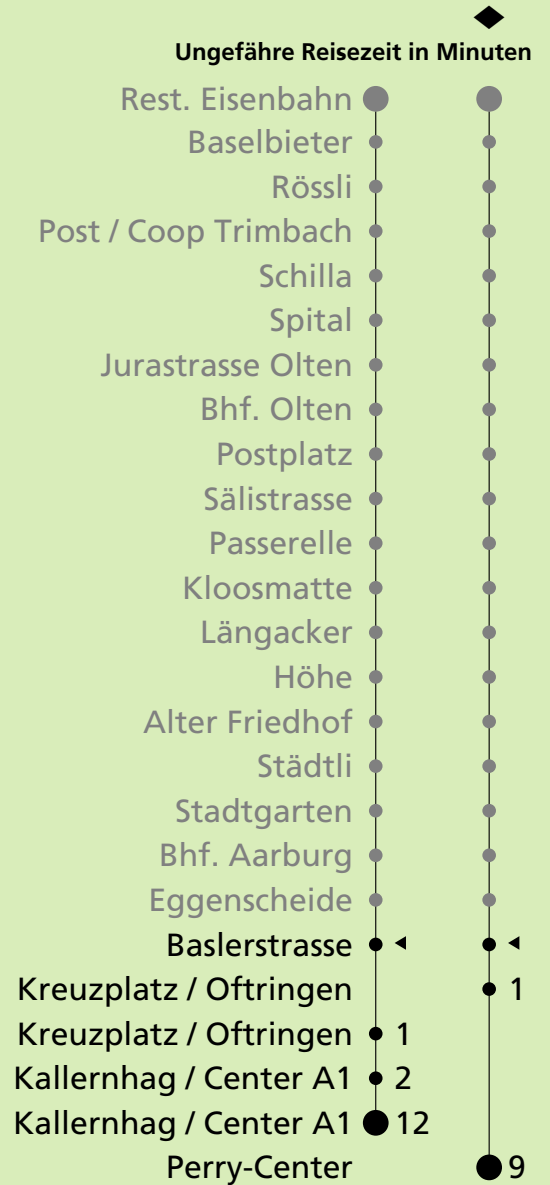 Ungefähre Reisezeit in Minuten
Rest. Eisenbahn
Baselbieter
Rössli
Post / Coop Trimbach
Schilla
Spital
Jurastrasse Olten
Bhf. Olten
Postplatz
Sälistrasse
Passerelle
Kloosmatte
Längacker
Höhe
Alter Friedhof
Städtli
Stadtgarten
Bhf. Aarburg
Eggenscheide
Baslerstrasse
Kreuzplatz / Oftringen 1
Kreuzplatz / Oftringen 1
Kallernhag / Center A1 2
Kallernhag / Center A1 12
Perry-Center 9